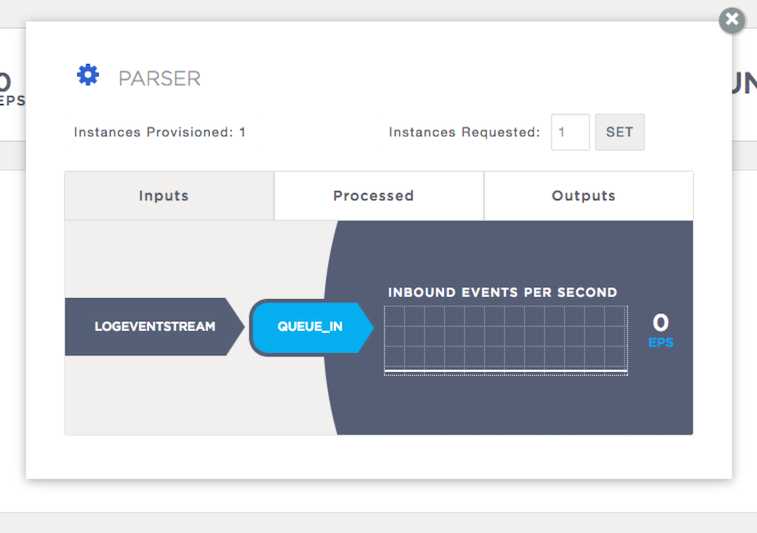 PARSER
0
EPS
Instances Provisioned: 1
Instances Requested: 1 SET
Inputs Processed Outputs
INBOUND EVENTS PER SECOND
LOGEVENTSTREAM QUEUE_IN 0
EPS